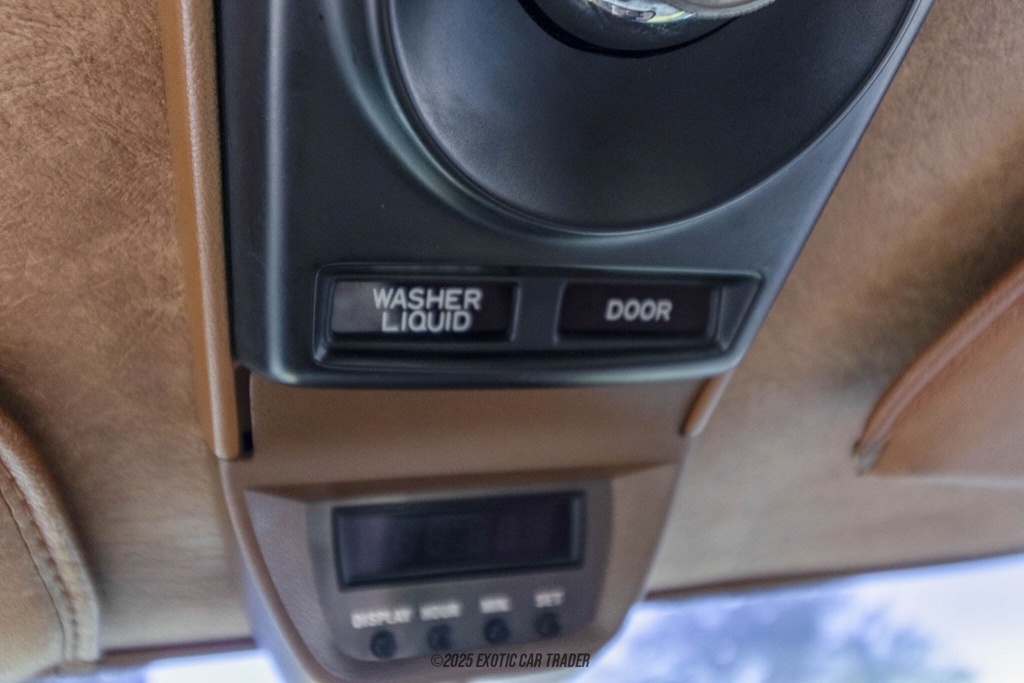 WASHER
LIQUID
DOOR
DISPLAY HOUR MIN. SET
©2025 EXOTIC CAR TRADER